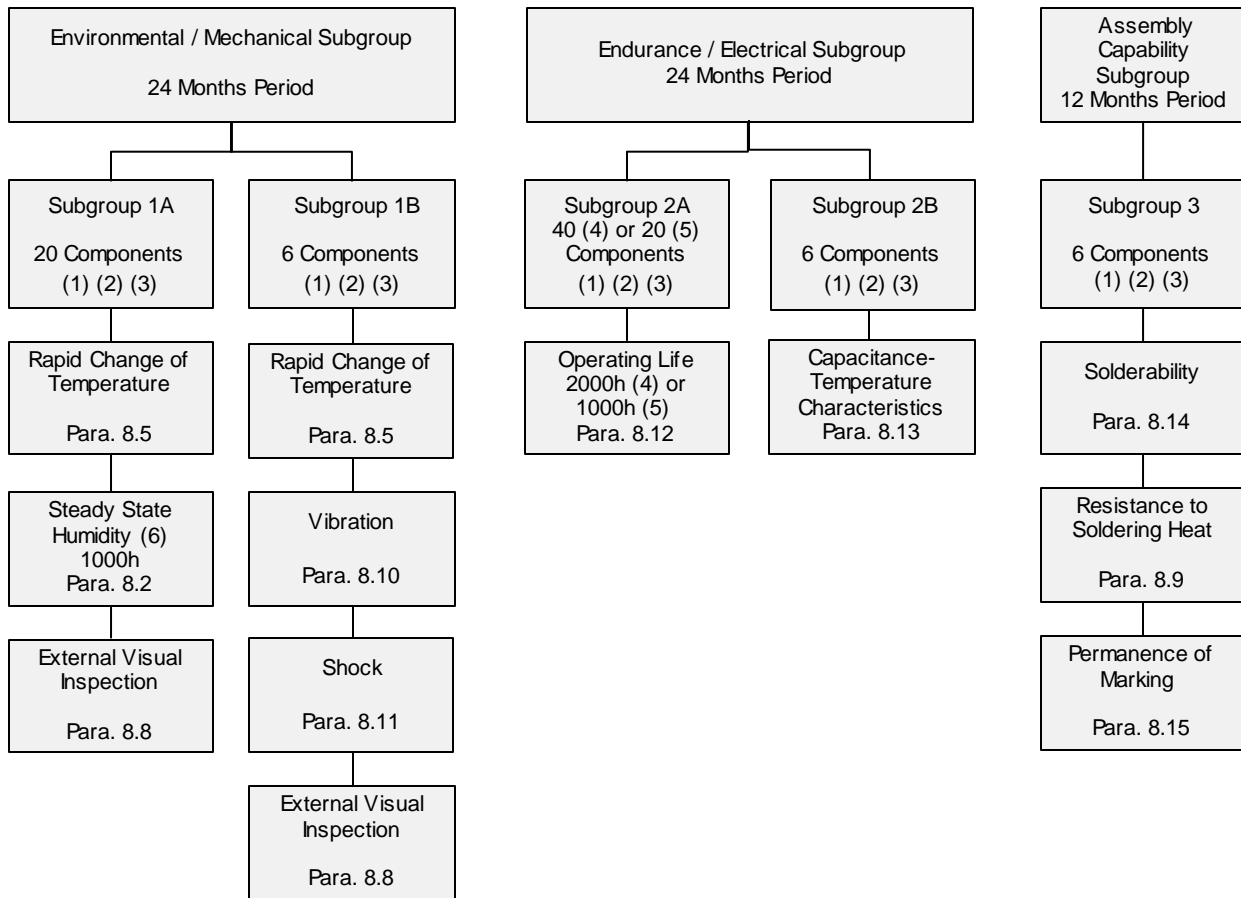 Environmental / Mechanical Subgroup
24 Months Period
Endurance / Electrical Subgroup
24 Months Period
Assembly
Capability
Subgroup
12 Months Period
Subgroup 1A
20 Components
(1) (2) (3)
Subgroup 1B
6 Components
(1) (2) (3)
Subgroup 2A
40 (4) or 20 (5)
Components
(1) (2) (3)
Subgroup 2B
6 Components
(1) (2) (3)
Subgroup 3
6 Components
(1) (2) (3)
Rapid Change of
Temperature
Para. 8.5
Rapid Change of
Temperature
Para. 8.5
Operating Life
2000h (4) or
1000h (5)
Para. 8.12
Capacitance-
Temperature
Characteristics
Para. 8.13
Solderability
Para. 8.14
Steady State
Humidity (6)
1000h
Para. 8.2
Vibration
Para. 8.10
Resistance to
Soldering Heat
Para. 8.9
External Visual
Inspection
Para. 8.8
Shock
Para. 8.11
Permanence of
Marking
Para. 8.15
External Visual
Inspection
Para. 8.8